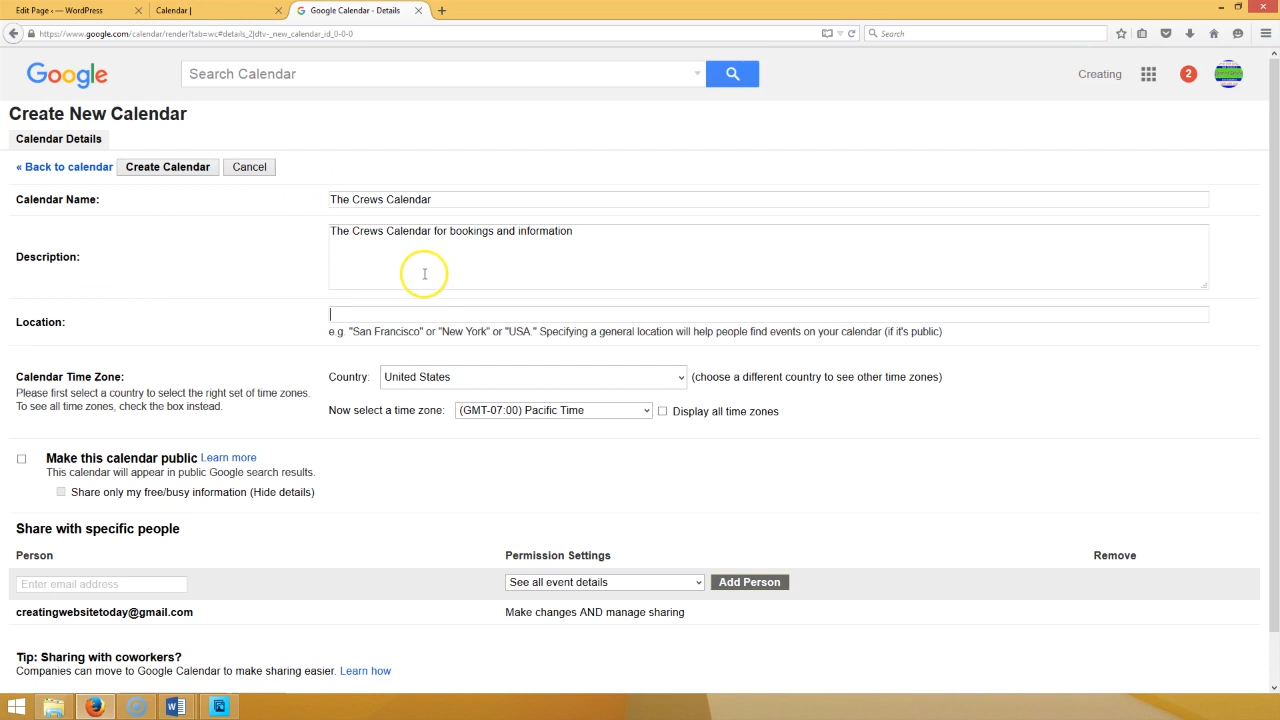 Edit Page ‹ — WordPress
Calendar |
Google Calendar - Details
https://www.google.com/calendar/render?tab=wc#details_2|dtv-_new_calendar_id_0-0-0
Search
Google
Search Calendar
Creating
2
Create New Calendar
Calendar Details
« Back to calendar
Create Calendar
Cancel
Calendar Name:
The Crews Calendar
Description:
The Crews Calendar for bookings and information
Location:
e.g. "San Francisco" or "New York" or "USA." Specifying a general location will help people find events on your calendar (if it's public)
Calendar Time Zone:
Please first select a country to select the right set of time zones.
To see all time zones, check the box instead.
Country:
United States
(choose a different country to see other time zones)
Now select a time zone:
(GMT-07:00) Pacific Time
Display all time zones
Make this calendar public Learn more
This calendar will appear in public Google search results.
Share only my free/busy information (Hide details)
Share with specific people
Person
Permission Settings
Remove
Enter email address
See all event details
Add Person
creatingwebsitetoday@gmail.com
Make changes AND manage sharing
Tip: Sharing with coworkers?
Companies can move to Google Calendar to make sharing easier. Learn how